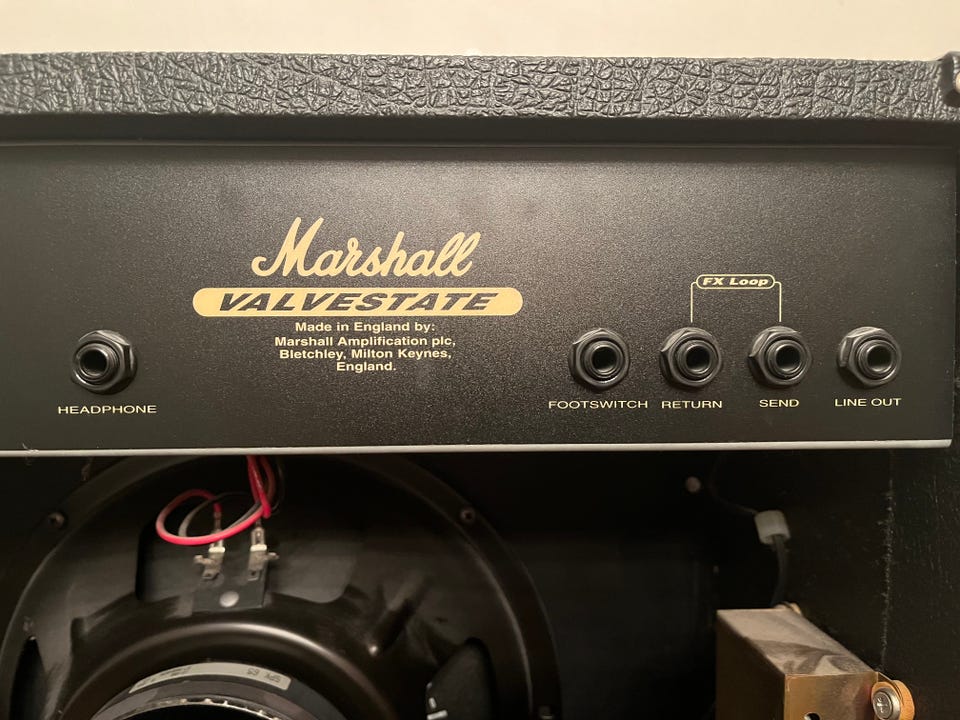 Marshall
VALVESTATE
Made in England by:
Marshall Amplification plc,
Bletchley, Milton Keynes,
England.
FX Loop
HEADPHONE
FOOTSWITCH
RETURN
SEND
LINE OUT